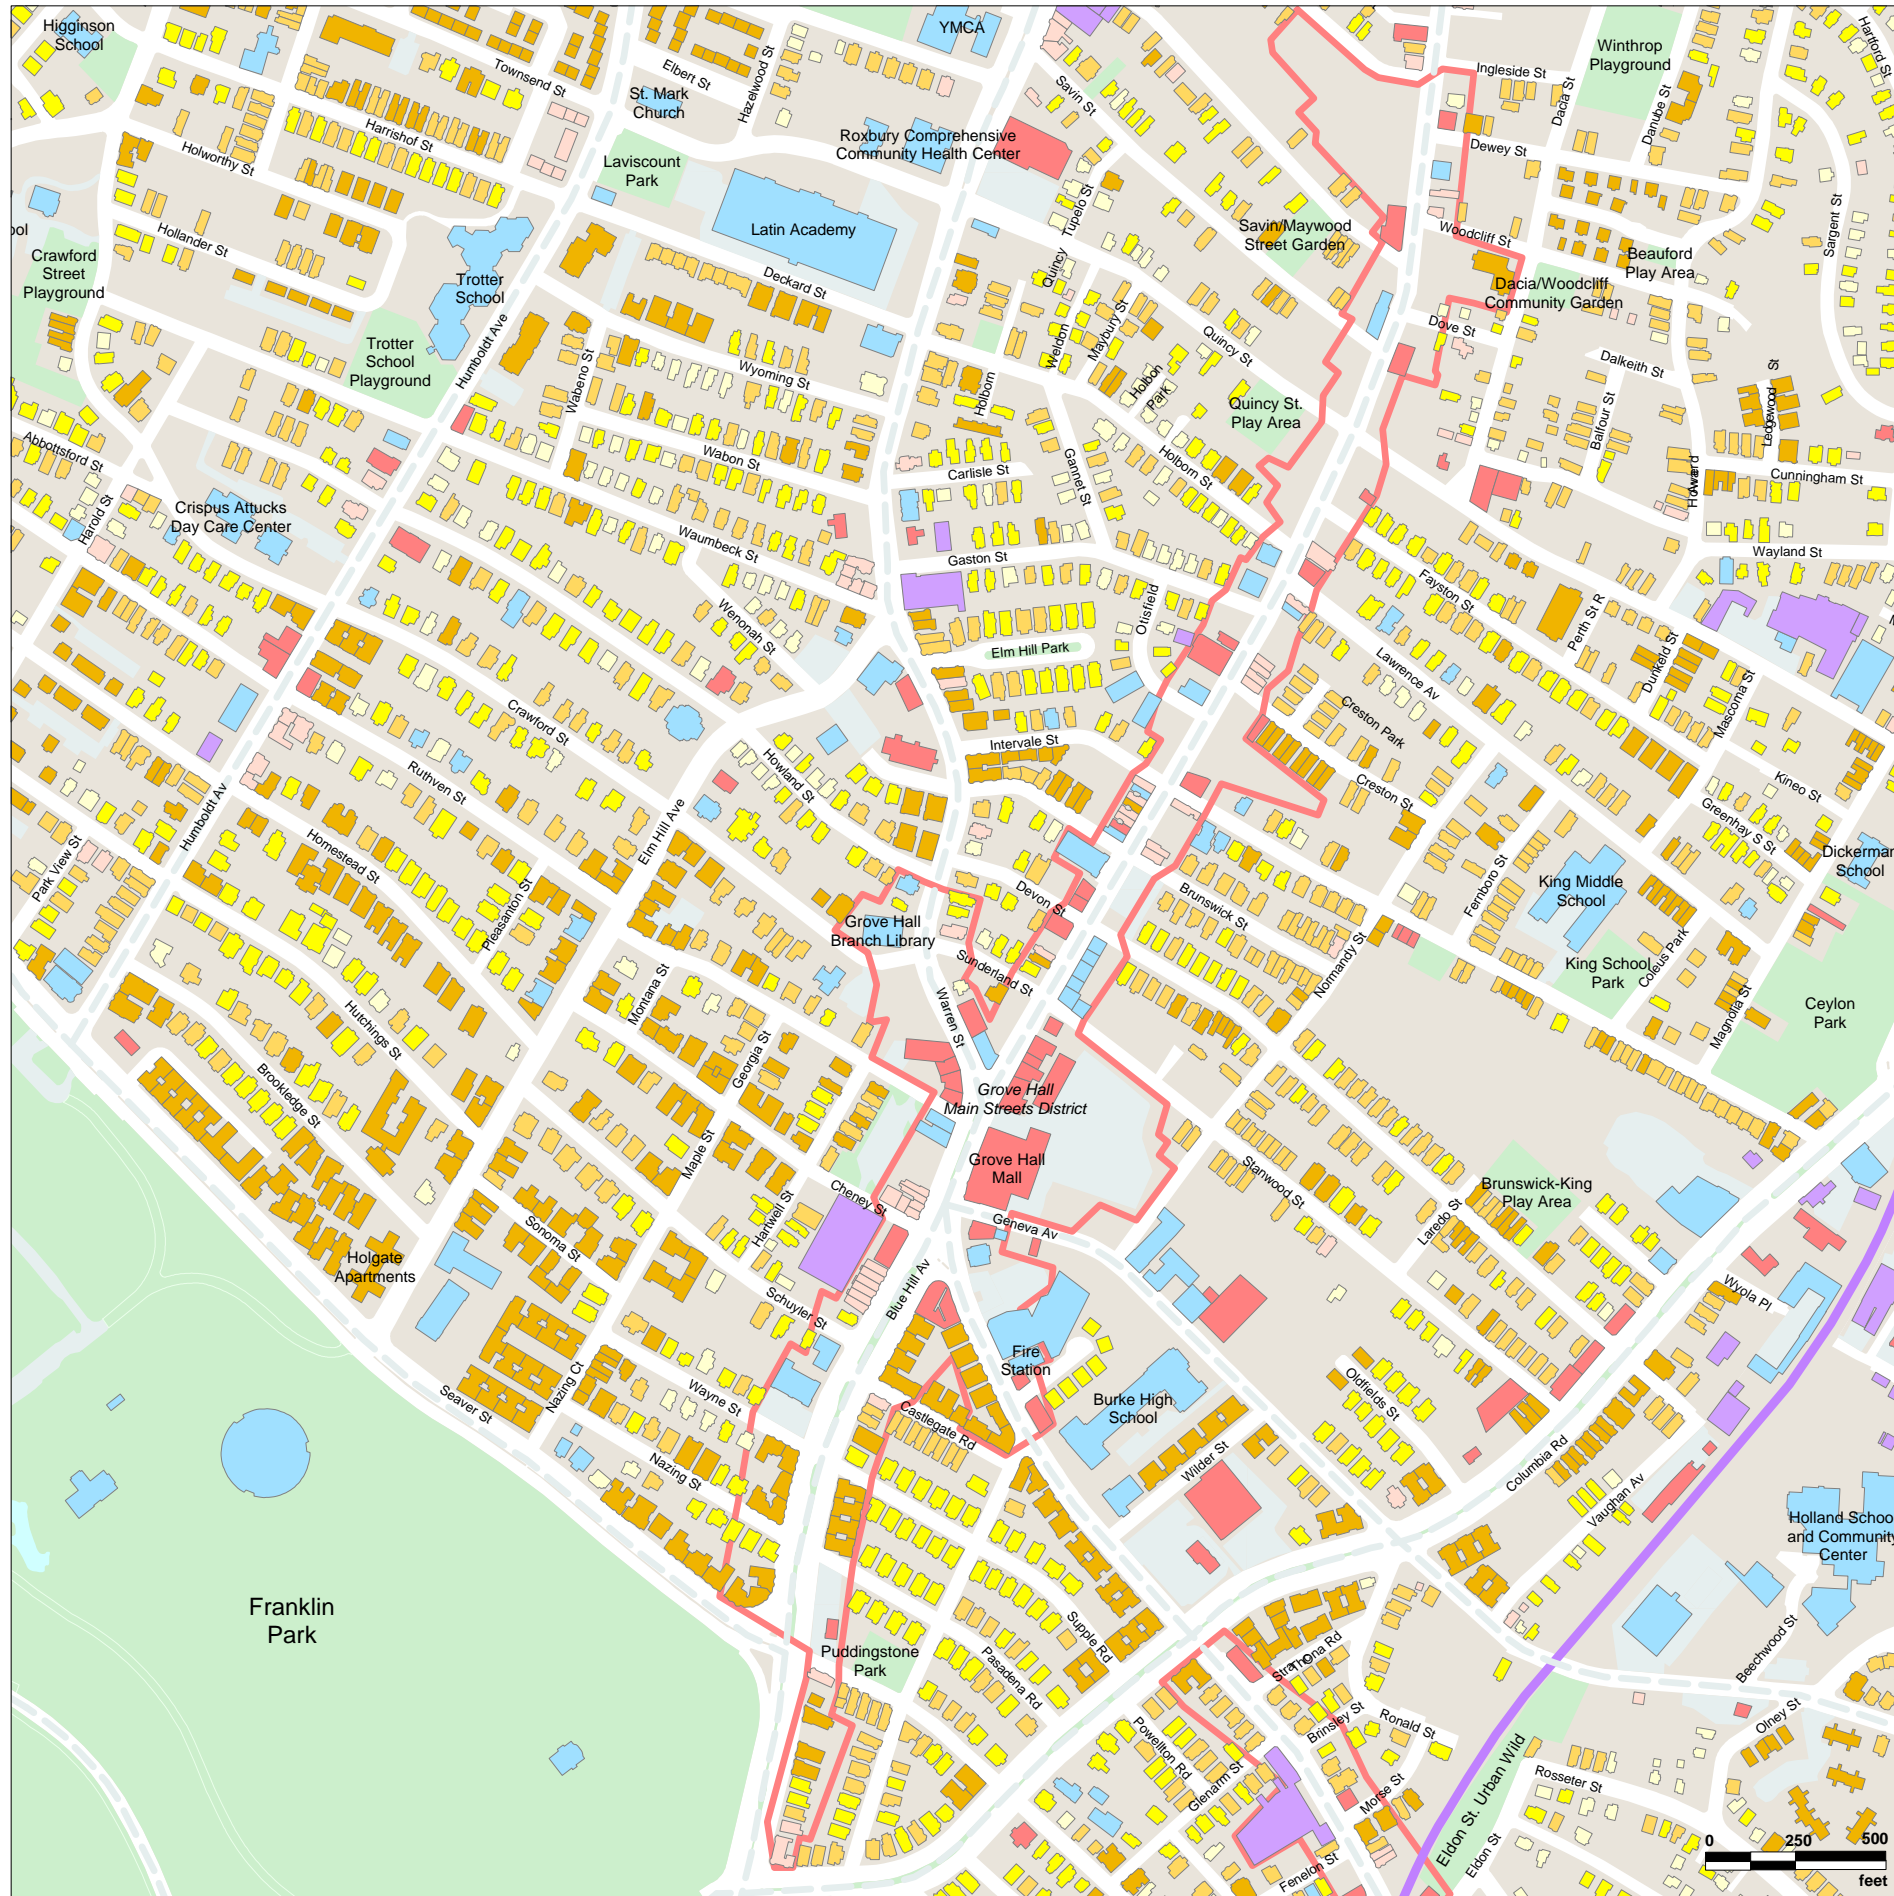 Higginson
School
YMCA
Winthrop
Playground
Hartford St
Townsend St
Elbert St
Hazelwood St
St. Mark
Church
Savin St
Ingleside St
Dacia St
Danube St
Harrishof St
Holworthy St
Roxbury Comprehensive
Community Health Center
Dewey St
Laviscount
Park
Hollander St
Latin Academy
Quincy
Tupelo St
Savin/Maywood
Street Garden
Woodcliff St
Beauford
Play Area
Sargent St
ool
Crawford
Street
Playground
Trotter
School
Deckard St
Dacia/Woodcliff
Community Garden
Trotter
School
Playground
Humboldt Ave
Wabeno St
Wyoming St
Weldon
Maybury St
Quincy St
Dove St
Dalkeith St
Holborn
Holbon
Park
Quincy St.
Play Area
Balfour St
Ledgewood
St
Abbottsford St
Wabon St
Carlisle St
Gannet St
Holborn St
Howard
Cunningham St
Harold St
Crispus Attucks
Day Care Center
Waumbeck St
Gaston St
Wayland St
Fayston St
Wenonah St
Otisfield
Perth St R
Elm Hill Park
Lawrence Av
Dunkeld St
Mascoma St
Crawford St
Intervale St
Creston Park
Ruthven St
Howland St
Creston St
Kineo St
Humboldt Av
Elm Hill Ave
Greenhay S St
Homestead St
Park View St
Pleasanton St
Devon St
Brunswick St
Fernboro St
King Middle
School
Dickerman
School
Grove Hall
Branch Library
Sunderland St
Normandy St
King School
Park
Coleus Park
Montana St
Warren St
Magnolia St
Ceylon
Park
Hutchings St
Georgia St
Brookledge St
Grove Hall
Main Streets District
Maple St
Grove Hall
Mall
Stanwood St
Brunswick-King
Play Area
Cheney St
Hartwell St
Geneva Av
Laredo St
Sonoma St
Holgate
Apartments
Schuyler St
Blue Hill Av
Wyola Pl
Fire
Station
Nazing Ct
Wayne St
Seaver St
Castlegate Rd
Burke High
School
Oldfields St
Nazing St
Wilder St
Columbia Rd
Vaughan Av
Holland School
and Community
Center
Franklin
Park
Puddingstone
Park
Supple Rd
Pasadena Rd
Beechwood St
Powellton Rd
Brinsley St
Ronald St
Olney St
Glenarm St
Morse St
Rosseter St
Eldon St. Urban Wild
Eldon St
Fenelon St
0 250 500
feet